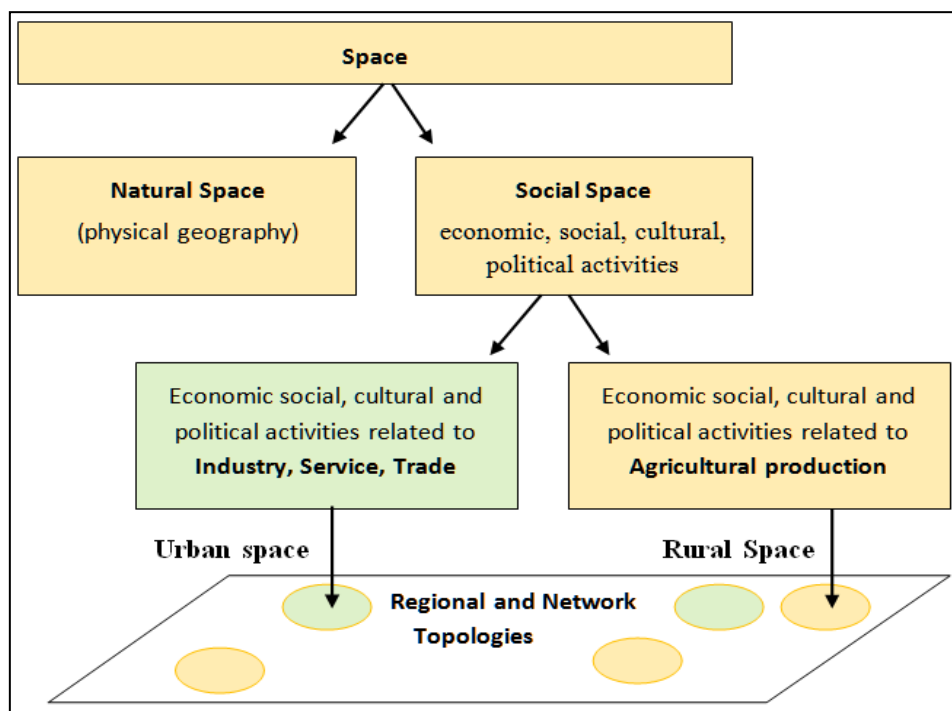 Space
Natural Space
(physical geography)
Social Space
economic, social, cultural,
political activities
Economic social, cultural and
political activities related to
Industry, Service, Trade
Economic social, cultural and
political activities related to
Agricultural production
Urban space
Rural Space
Regional and Network
Topologies